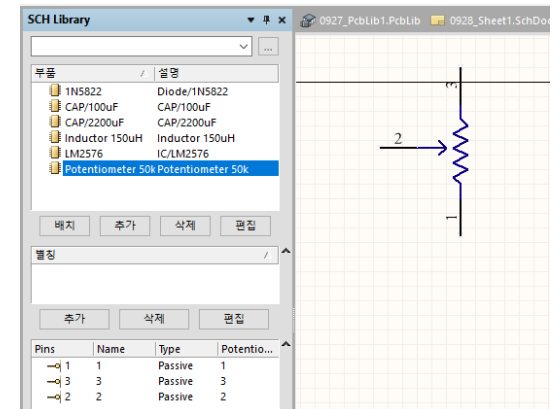 SCH Library
0927_PcbLib1.PcbLib 0928_Sheet1.SchDoc
...
부품 / 설명
1N5822 Diode/1N5822
CAP/100uF CAP/100uF
CAP/2200uF CAP/2200uF
Inductor 150uH Inductor 150uH
LM2576 IC/LM2576
Potentiometer 50k Potentiometer 50k
배치 추가 삭제 편집
별칭 /
추가 삭제 편집
Pins Name Type Potentio...
1 1 Passive 1
3 3 Passive 3
2 2 Passive 2
3
2
1